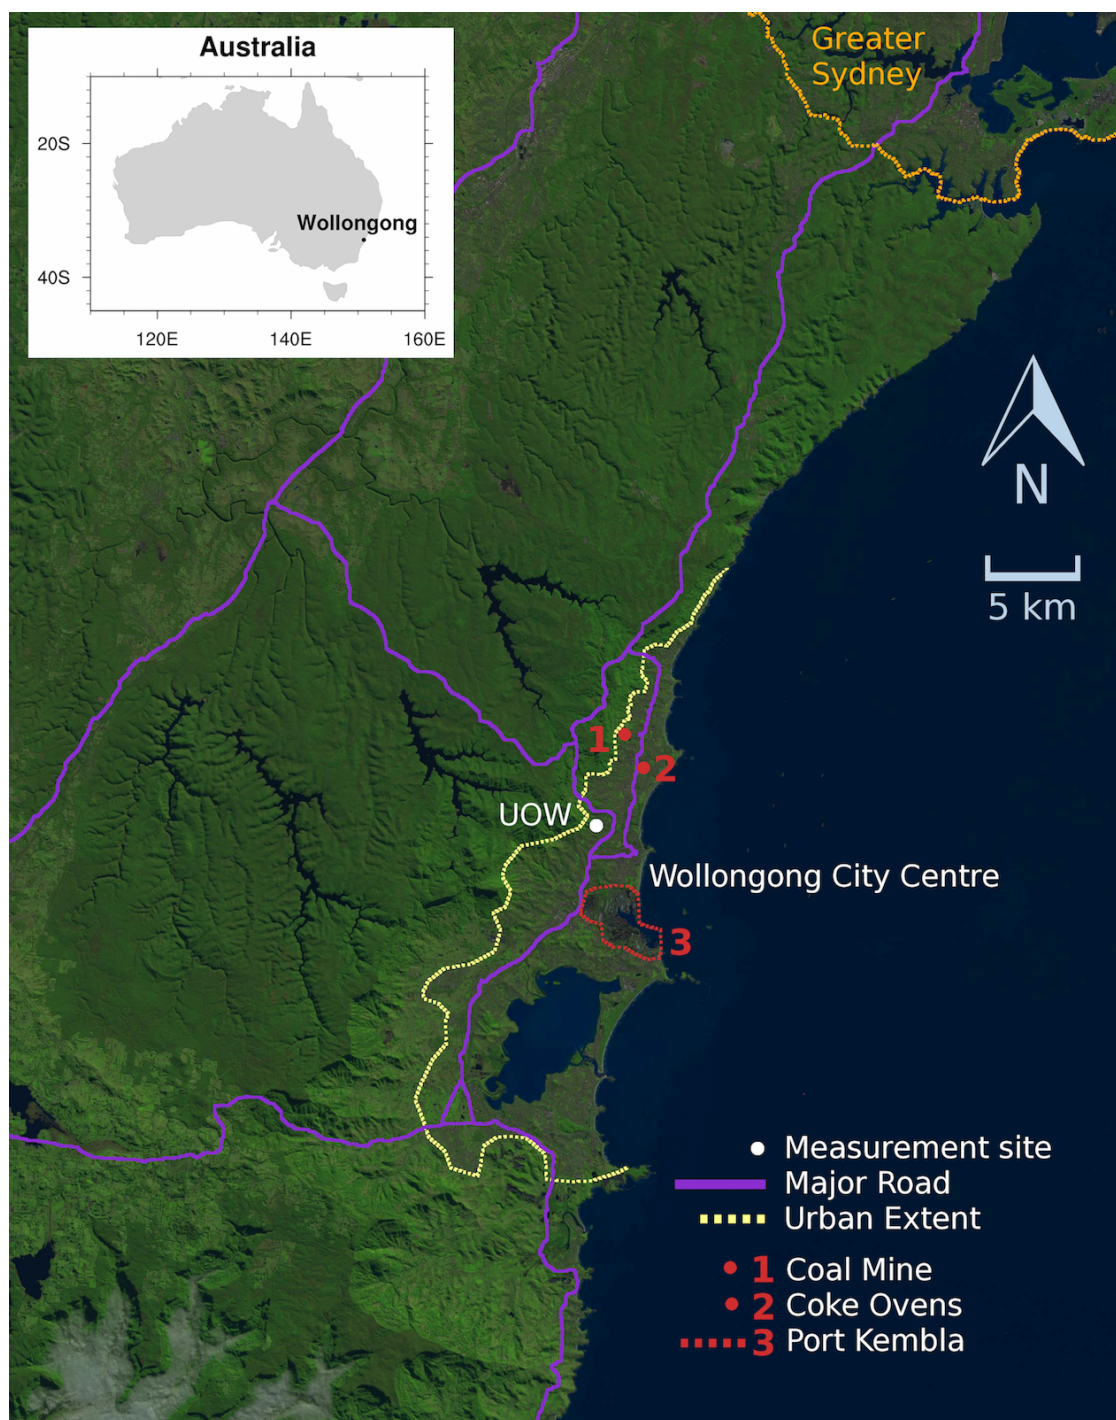 Australia
20S
40S
120E
140E
160E
Wollongong
Greater
Sydney
N
5 km
1
2
UOW
Wollongong City Centre
3
Measurement site
Major Road
Urban Extent
1 Coal Mine
2 Coke Ovens
3 Port Kembla